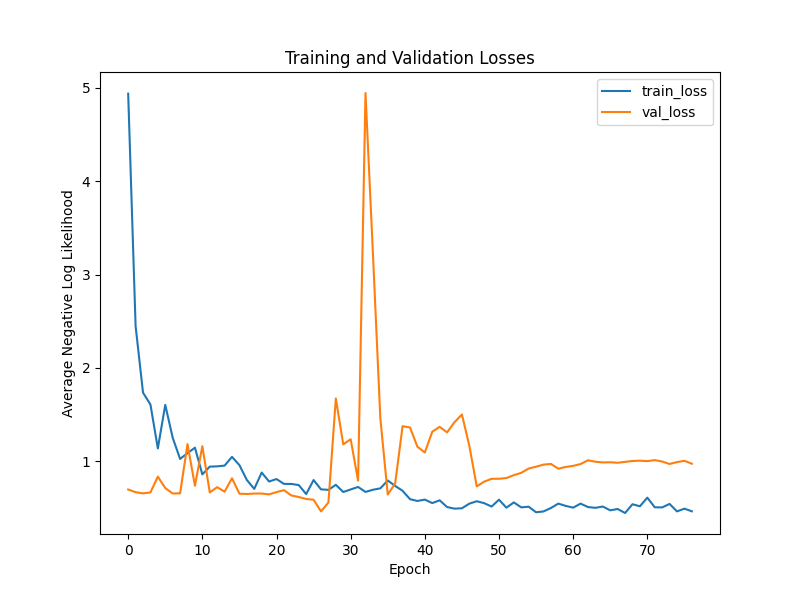 Training and Validation Losses
train_loss
val_loss
Average Negative Log Likelihood
5
4
3
2
1
0
10
20
30
40
50
60
70
Epoch